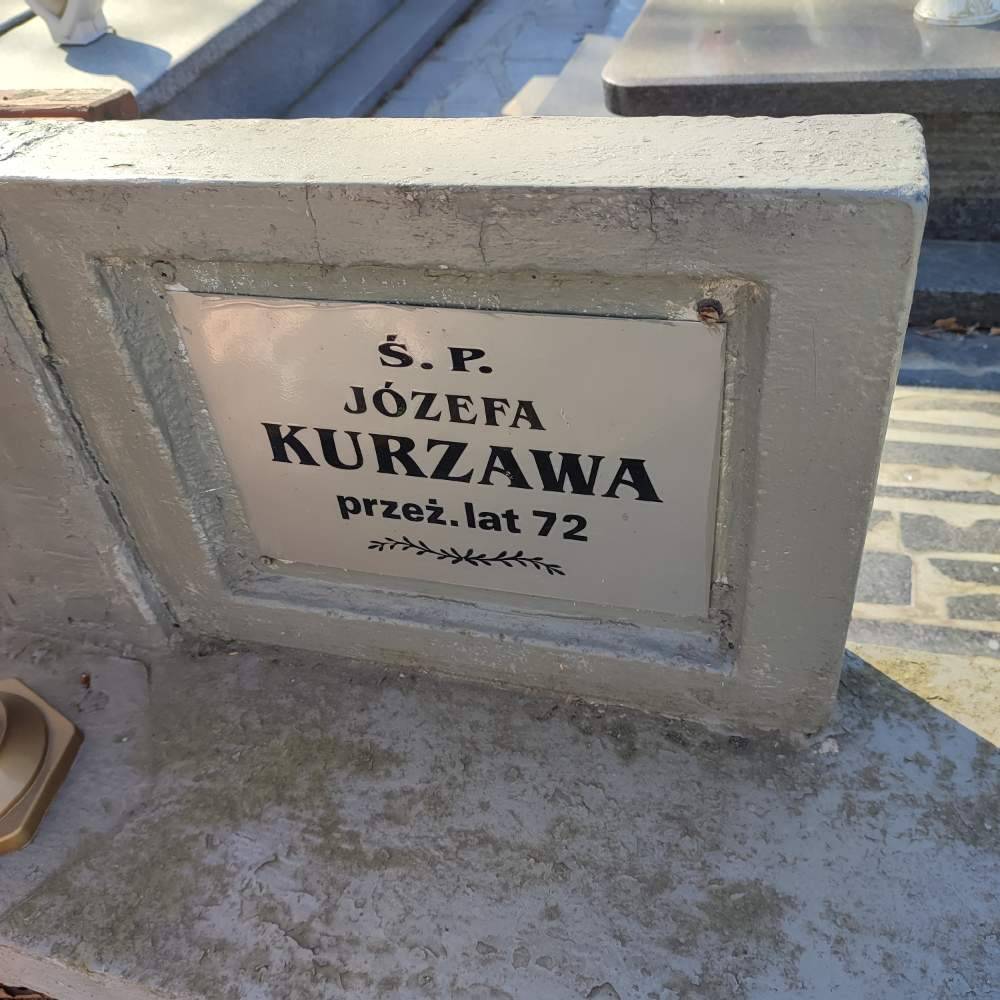 Ś. P.
JÓZEFA
KURZAWA
przeż. lat 72